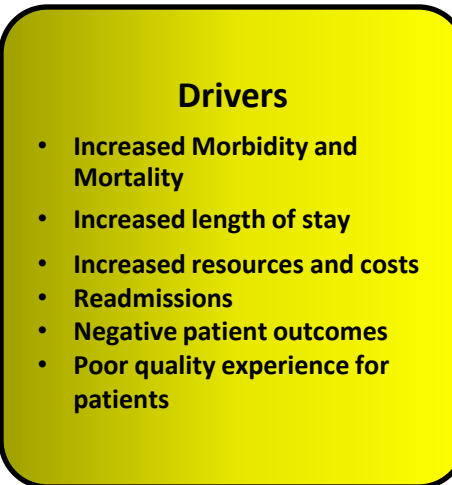 Drivers
• Increased Morbidity and
Mortality
• Increased length of stay
• Increased resources and costs
• Readmissions
• Negative patient outcomes
• Poor quality experience for
patients